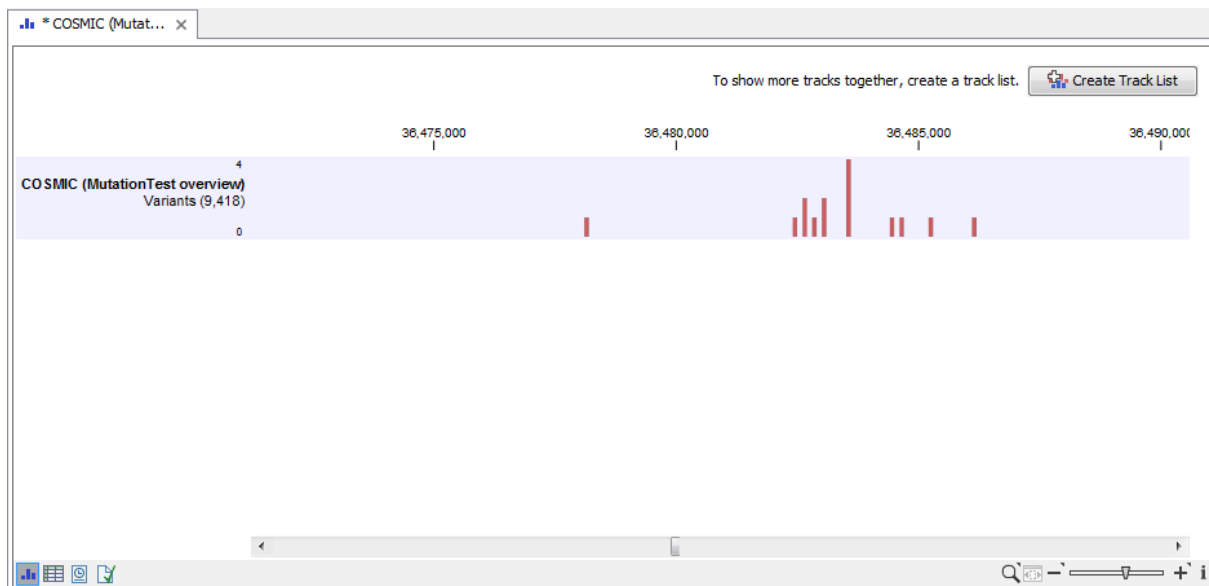 * COSMIC (Mutat...
To show more tracks together, create a track list. Create Track List
36,475,000 36,480,000 36,485,000 36,490,000
4
COSMIC (MutationTest overview)
Variants (9,418)
0